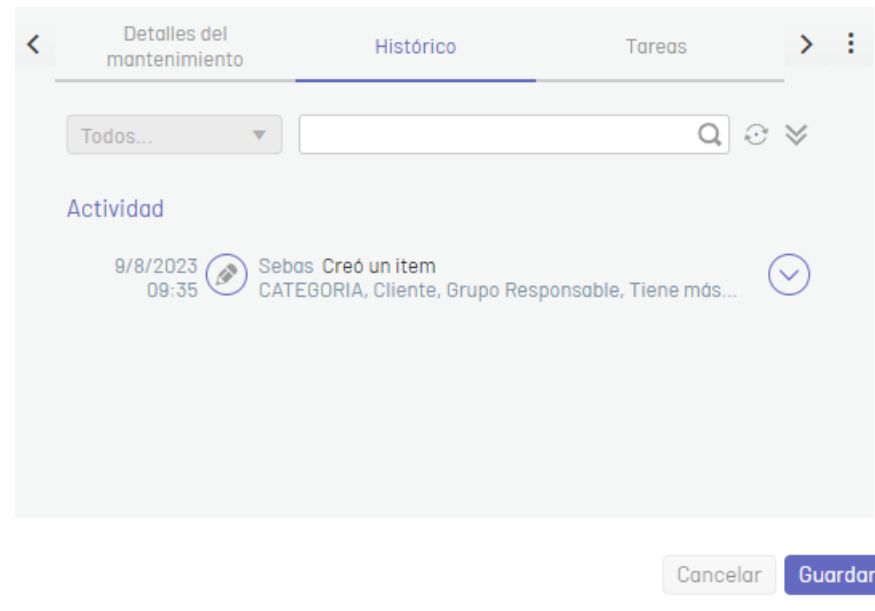 Detalles del
mantenimiento
Histórico
Tareas
Todos...
Actividad
9/8/2023
09:35
Sebas Creó un item
CATEGORIA, Cliente, Grupo Responsable, Tiene más...
Cancelar
Guardar